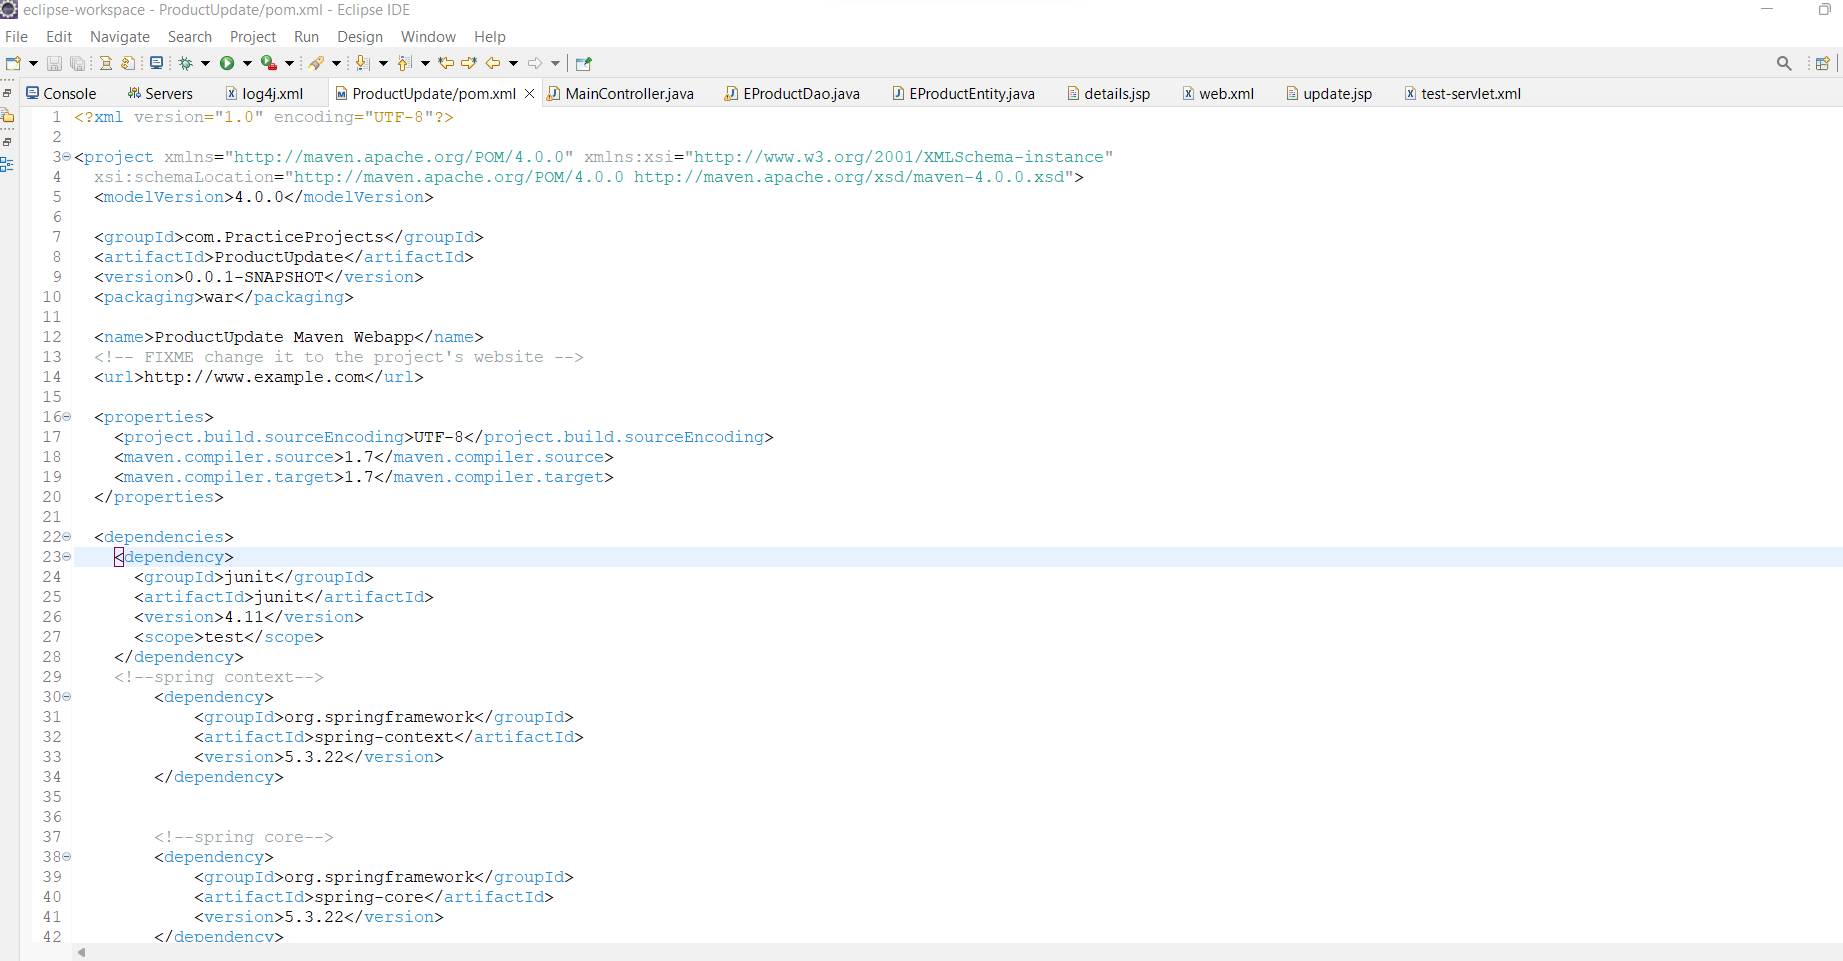 eclipse-workspace - ProductUpdate/pom.xml - Eclipse IDE
File Edit Navigate Search Project Run Design Window Help
Console Servers log4j.xml ProductUpdate/pom.xml MainController.java EProductDao.java EProductEntity.java details.jsp web.xml update.jsp test-servlet.xml
1 <?xml version="1.0" encoding="UTF-8"?>
2
3 <project xmlns="http://maven.apache.org/POM/4.0.0" xmlns:xsi="http://www.w3.org/2001/XMLSchema-instance"
4   xsi:schemaLocation="http://maven.apache.org/POM/4.0.0 http://maven.apache.org/xsd/maven-4.0.0.xsd">
5   <modelVersion>4.0.0</modelVersion>
6
7   <groupId>com.PracticeProjects</groupId>
8   <artifactId>ProductUpdate</artifactId>
9   <version>0.0.1-SNAPSHOT</version>
10   <packaging>war</packaging>
11
12   <name>ProductUpdate Maven Webapp</name>
13   <!-- FIXME change it to the project's website -->
14   <url>http://www.example.com</url>
15
16   <properties>
17     <project.build.sourceEncoding>UTF-8</project.build.sourceEncoding>
18     <maven.compiler.source>1.7</maven.compiler.source>
19     <maven.compiler.target>1.7</maven.compiler.target>
20   </properties>
21
22   <dependencies>
23     <dependency>
24       <groupId>junit</groupId>
25       <artifactId>junit</artifactId>
26       <version>4.11</version>
27       <scope>test</scope>
28     </dependency>
29     <!--spring context-->
30         <dependency>
31             <groupId>org.springframework</groupId>
32             <artifactId>spring-context</artifactId>
33             <version>5.3.22</version>
34         </dependency>
35
36
37         <!--spring core-->
38         <dependency>
39             <groupId>org.springframework</groupId>
40             <artifactId>spring-core</artifactId>
41             <version>5.3.22</version>
42         </dependency>